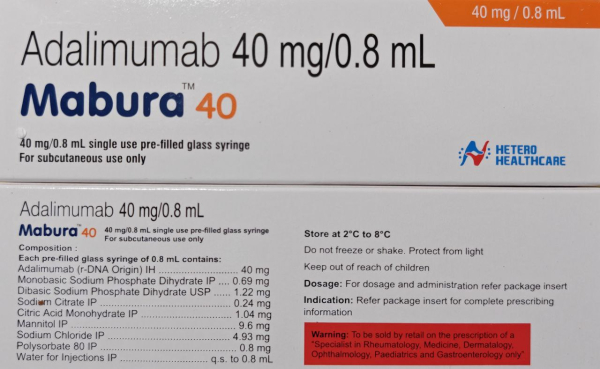 40 mg / 0.8 mL
Adalimumab 40 mg/0.8 mL
Mabura™ 40
40 mg/0.8 mL single use pre-filled glass syringe
For subcutaneous use only
HETERO
HEALTHCARE
Adalimumab 40 mg/0.8 mL
Mabura™ 40 40 mg/0.8 mL single use pre-filled glass syringe
For subcutaneous use only
Composition :
Each pre-filled glass syringe of 0.8 mL contains:
Adalimumab (r-DNA Origin) IH ........................... 40 mg
Monobasic Sodium Phosphate Dihydrate IP .... 0.69 mg
Dibasic Sodium Phosphate Dihydrate USP ...... 1.22 mg
Sodium Citrate IP ............................................. 0.24 mg
Citric Acid Monohydrate IP ............................... 1.04 mg
Mannitol IP ........................................................ 9.6 mg
Sodium Chloride IP ........................................... 4.93 mg
Polysorbate 80 IP ............................................. 0.8 mg
Water for Injections IP ............................ q.s. to 0.8 mL
Store at 2°C to 8°C
Do not freeze or shake. Protect from light
Keep out of reach of children
Dosage: For dosage and administration refer package insert
Indication: Refer package insert for complete prescribing
information
Warning: To be sold by retail on the prescription of a
"Specialist in Rheumatology, Medicine, Dermatalogy,
Ophthalmology, Paediatrics and Gastroenterology only"